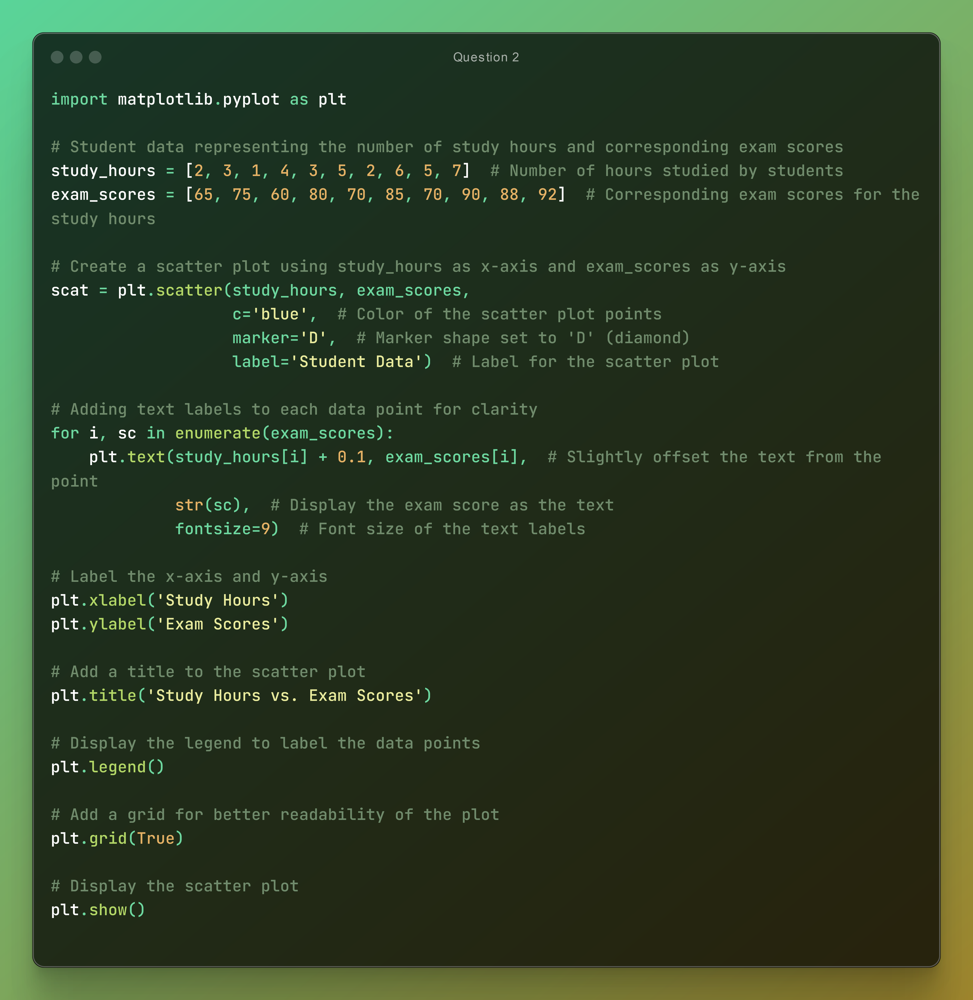 Question 2
import matplotlib.pyplot as plt
# Student data representing the number of study hours and corresponding exam scores
study_hours = [2, 3, 1, 4, 3, 5, 2, 6, 5, 7]  # Number of hours studied by students
exam_scores = [65, 75, 60, 80, 70, 85, 70, 90, 88, 92]  # Corresponding exam scores for the
study hours
# Create a scatter plot using study_hours as x-axis and exam_scores as y-axis
scat = plt.scatter(study_hours, exam_scores,
                   c='blue',  # Color of the scatter plot points
                   marker='D',  # Marker shape set to 'D' (diamond)
                   label='Student Data')  # Label for the scatter plot
# Adding text labels to each data point for clarity
for i, sc in enumerate(exam_scores):
    plt.text(study_hours[i] + 0.1, exam_scores[i],  # Slightly offset the text from the
point
             str(sc),  # Display the exam score as the text
             fontsize=9)  # Font size of the text labels
# Label the x-axis and y-axis
plt.xlabel('Study Hours')
plt.ylabel('Exam Scores')
# Add a title to the scatter plot
plt.title('Study Hours vs. Exam Scores')
# Display the legend to label the data points
plt.legend()
# Add a grid for better readability of the plot
plt.grid(True)
# Display the scatter plot
plt.show()